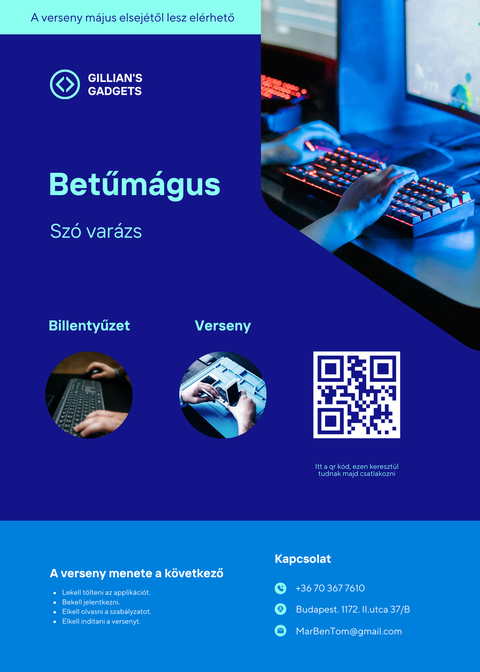 A verseny május elsejétől lesz elérhető
GILLIAN'S
GADGETS
Betűmágus
Szó varázs
Billentyűzet
Verseny
Itt a qr kód, ezen keresztül
tudnak majd csatlakozni
A verseny menete a következő
Lekell tölteni az applikációt.
Bekell jelentkezni.
Elkell olvasni a szabályzatot.
Elkell indítani a versenyt.
Kapcsolat
+36 70 367 7610
Budapest. 1172. II.utca 37/B
MarBenTom@gmail.com